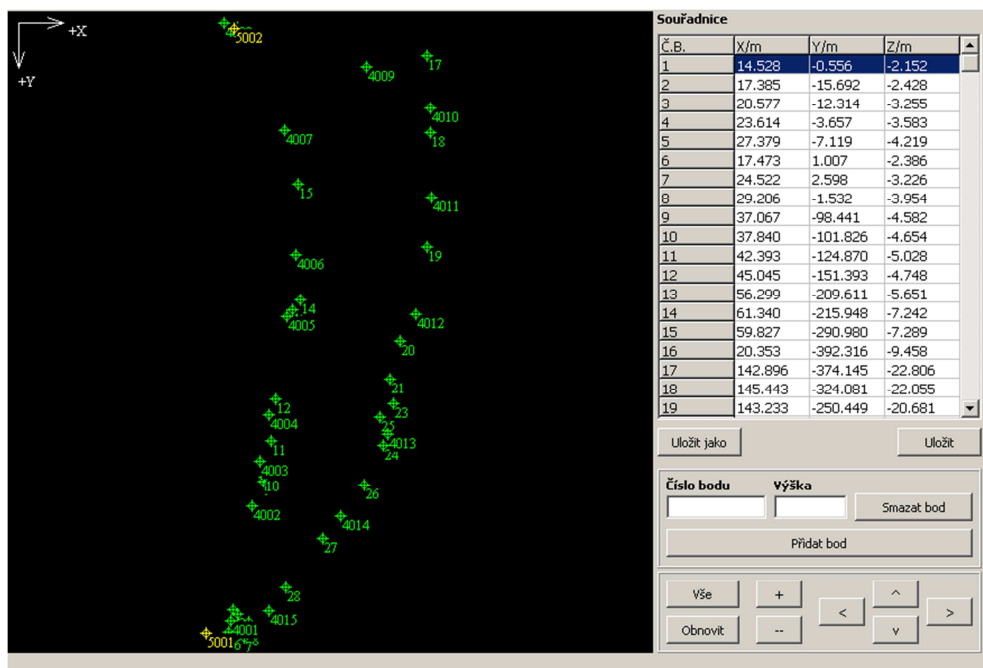 +X
+Y
5002
17
4009
4010
18
4007
15
4011
19
4006
14
4005
4012
20
21
12
23
4004
25
4013
11
24
4003
10
26
4002
4014
27
28
4015
4001
5001
Souřadnice
Č.B. X/m Y/m Z/m
1 14.528 -0.556 -2.152
2 17.385 -15.692 -2.428
3 20.577 -12.314 -3.255
4 23.614 -3.657 -3.583
5 27.379 -7.119 -4.219
6 17.473 1.007 -2.386
7 24.522 2.598 -3.226
8 29.206 -1.532 -3.954
9 37.067 -98.441 -4.582
10 37.840 -101.826 -4.654
11 42.393 -124.870 -5.028
12 45.045 -151.393 -4.748
13 56.299 -209.611 -5.651
14 61.340 -215.948 -7.242
15 59.827 -290.980 -7.289
16 20.353 -392.316 -9.458
17 142.896 -374.145 -22.806
18 145.443 -324.081 -22.055
19 143.233 -250.449 -20.681
Uložit jako Uložit
Číslo bodu Výška
Smazat bod
Přidat bod
Vše + ^
< >
Obnovit -- v